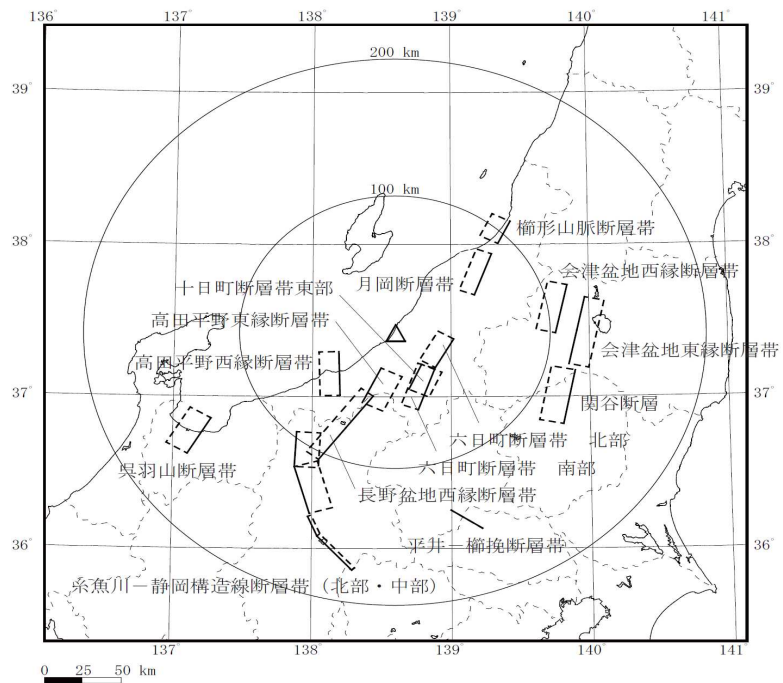 136° 137° 138° 139° 140° 141°
200 km
39° 39°
100 km
櫛形山脈断層帯
38° 38°
会津盆地西縁断層帯
月岡断層帯
十日町断層帯東部
高田平野東縁断層帯
会津盆地東縁断層帯
高田平野西縁断層帯
37° 37°
関谷断層
六日町断層帯 北部
呉羽山断層帯
六日町断層帯 南部
長野盆地西縁断層帯
平井－櫛挽断層帯
36° 36°
糸魚川－静岡構造線断層帯（北部・中部）
137° 138° 139° 140° 141°
0 25 50 km